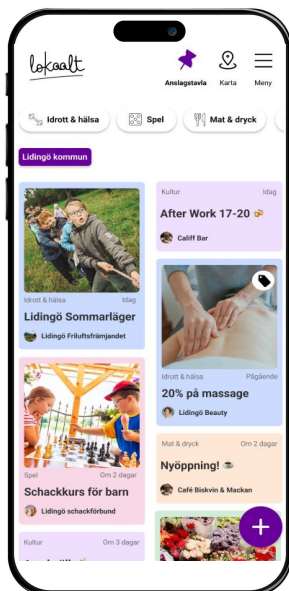 lokaalt
Anslagstavla Karta Meny
Idrott & hälsa Spel Mat & dryck
Lidingö kommun
Idrott & hälsa Idag
Lidingö Sommarläger
Lidingö Friluftsfrämjandet
Spel Om 2 dagar
Schackkurs för barn
Lidingö schackförbund
Kultur Om 3 dagar
Kultur Idag
After Work 17-20
Califf Bar
Idrott & hälsa Pågående
20% på massage
Lidingö Beauty
Mat & dryck Om 2 dagar
Nyöppning!
Café Biskvin & Mackan
+